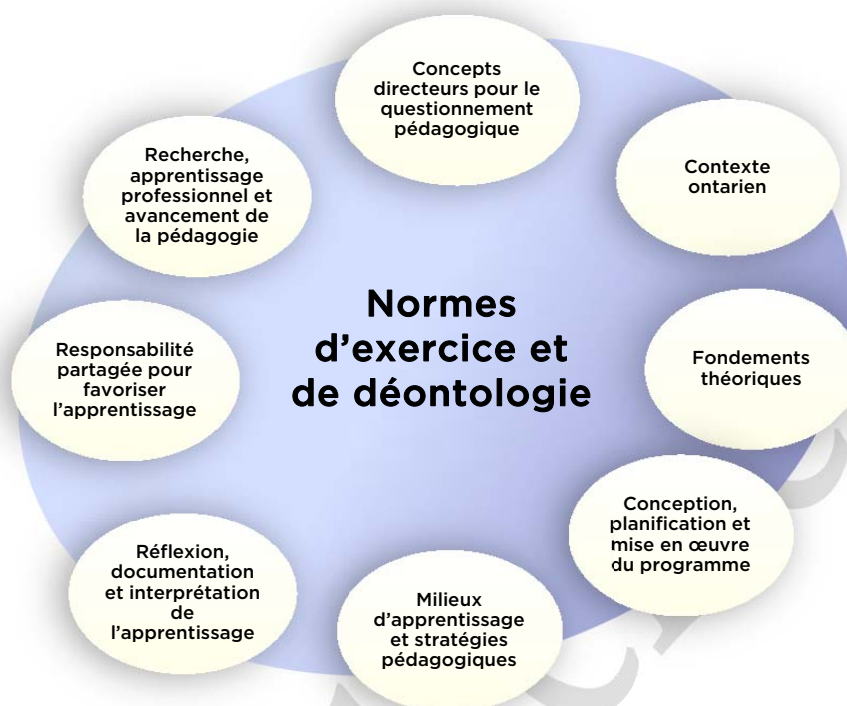 Concepts
directeurs pour le
questionnement
pédagogique
Contexte
ontarien
Fondements
théoriques
Conception,
planification et
mise en œuvre
du programme
Milieux
d'apprentissage
et stratégies
pédagogiques
Réflexion,
documentation
et interprétation
de
l'apprentissage
Responsabilité
partagée pour
favoriser
l'apprentissage
Recherche,
apprentissage
professionnel et
avancement de
la pédagogie
Normes
d'exercice et
de déontologie